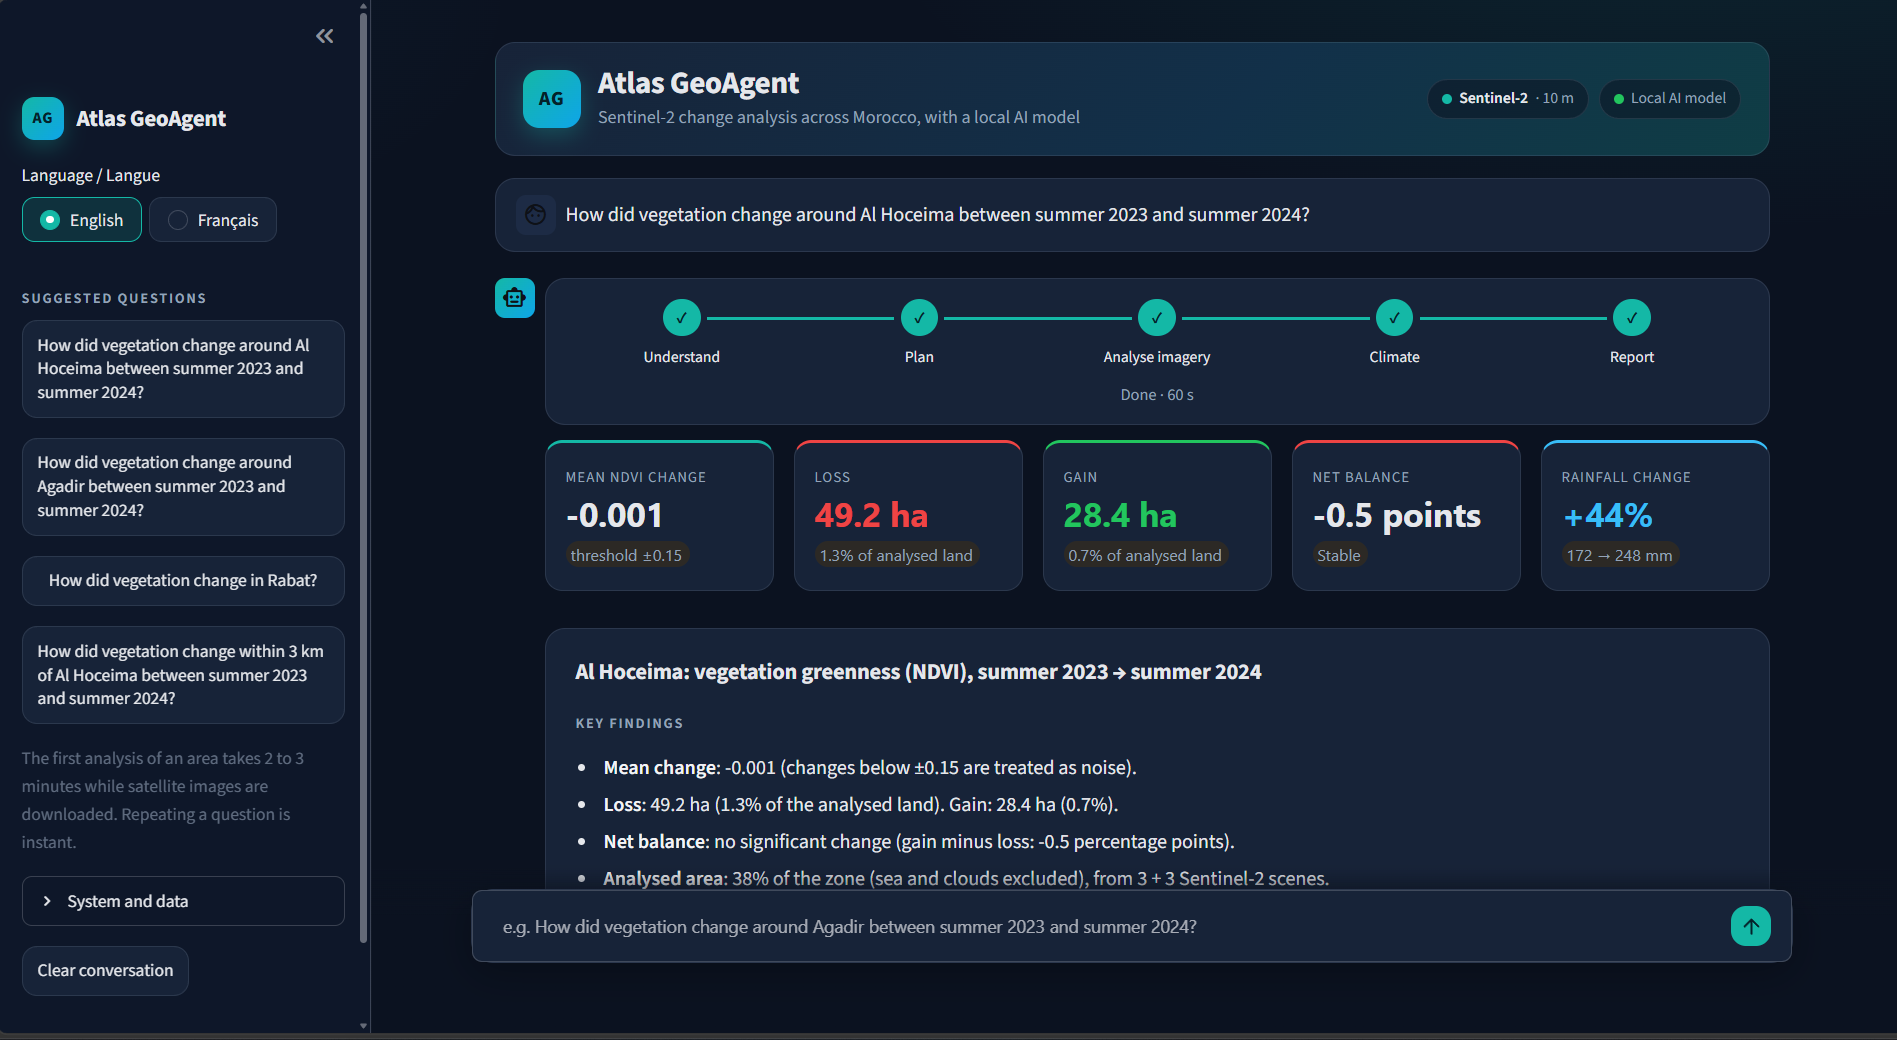 AG
Atlas GeoAgent
Language / Langue
English
Français
SUGGESTED QUESTIONS
How did vegetation change around Al
Hoceima between summer 2023 and
summer 2024?
How did vegetation change around
Agadir between summer 2023 and
summer 2024?
How did vegetation change in Rabat?
How did vegetation change within 3 km
of Al Hoceima between summer 2023
and summer 2024?
The first analysis of an area takes 2 to 3
minutes while satellite images are
downloaded. Repeating a question is
instant.
System and data
Clear conversation
AG
Atlas GeoAgent
Sentinel-2 change analysis across Morocco, with a local AI model
Sentinel-2 · 10 m
Local AI model
How did vegetation change around Al Hoceima between summer 2023 and summer 2024?
Understand
Plan
Analyse imagery
Climate
Report
Done · 60 s
MEAN NDVI CHANGE
-0.001
threshold ±0.15
LOSS
49.2 ha
1.3% of analysed land
GAIN
28.4 ha
0.7% of analysed land
NET BALANCE
-0.5 points
Stable
RAINFALL CHANGE
+44%
172 → 248 mm
Al Hoceima: vegetation greenness (NDVI), summer 2023 → summer 2024
KEY FINDINGS
• Mean change: -0.001 (changes below ±0.15 are treated as noise).
• Loss: 49.2 ha (1.3% of the analysed land). Gain: 28.4 ha (0.7%).
• Net balance: no significant change (gain minus loss: -0.5 percentage points).
• Analysed area: 38% of the zone (sea and clouds excluded), from 3 + 3 Sentinel-2 scenes.
e.g. How did vegetation change around Agadir between summer 2023 and summer 2024?